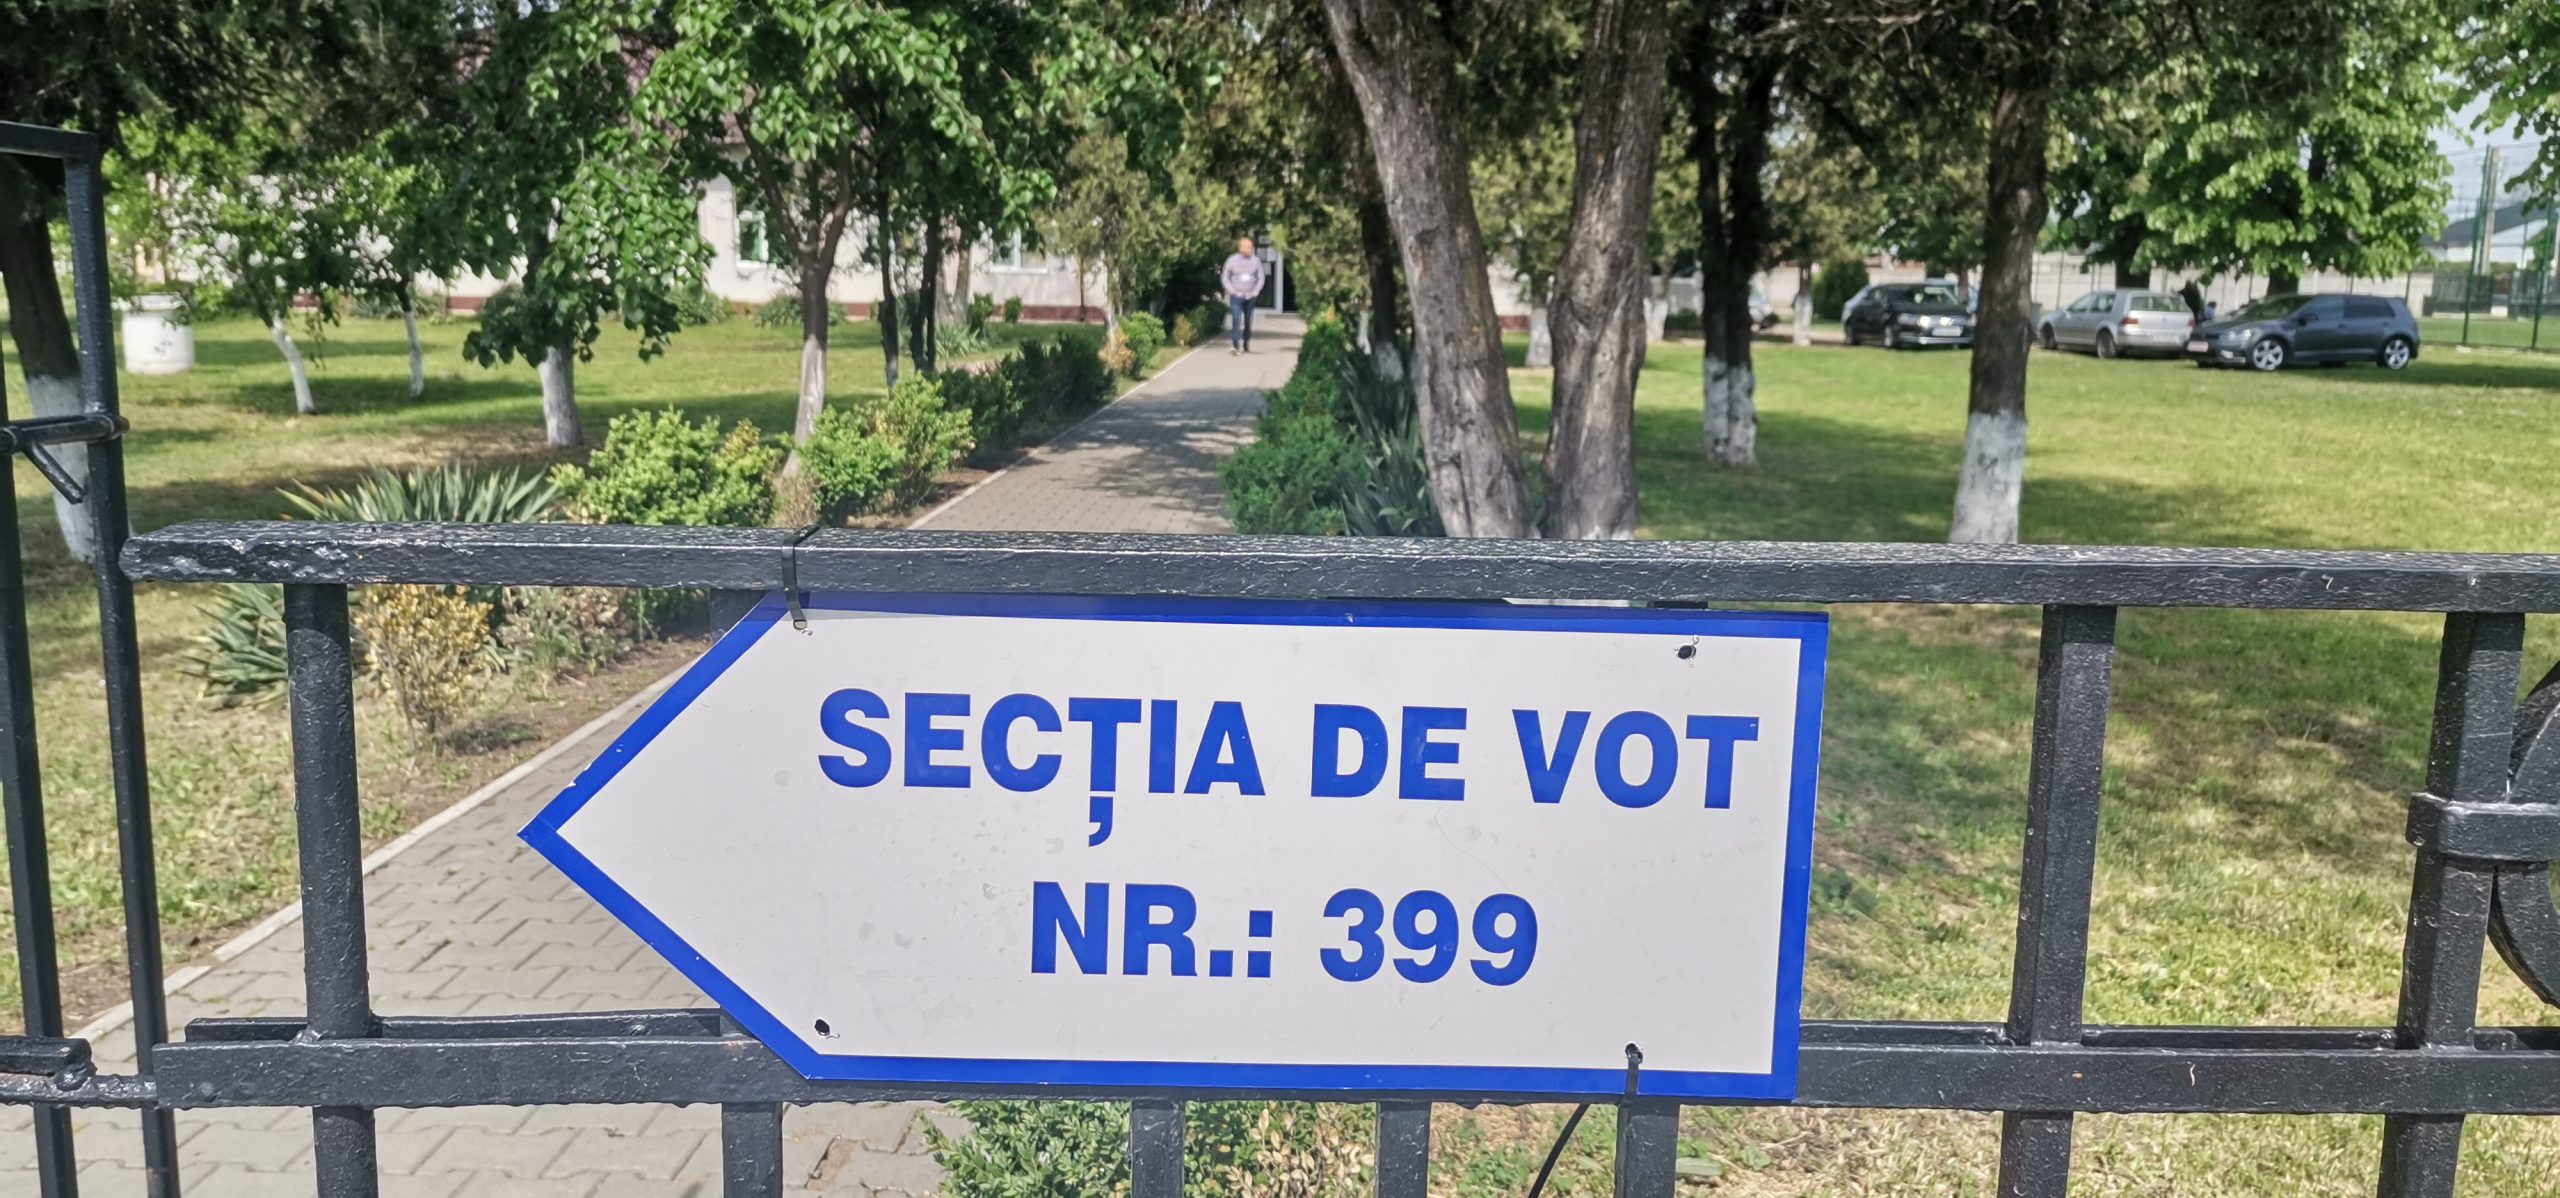 SECȚIA DE VOT
NR.: 399